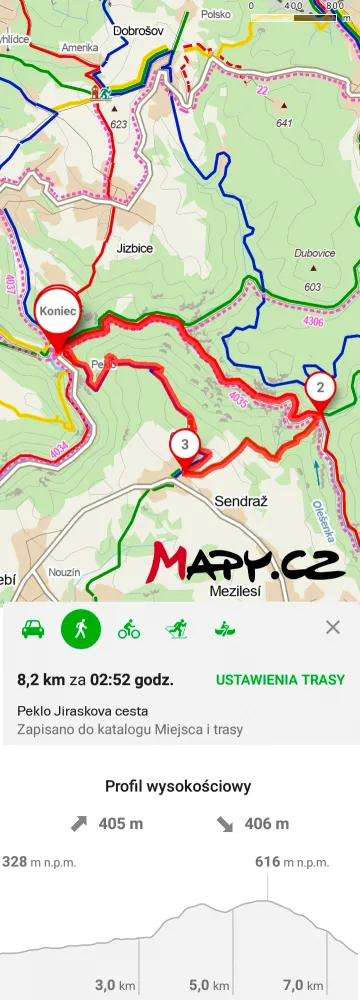 Polsko
0 400 800
m
yhlídce
Dobrošov
Amerika
623
22
641
Jizbice
Dubovice
603
4037
Koniec
4306
Peklo
2
4035
3
4034
Sendraž
Olešenka
Nouzín
ebí
MAPY.CZ
Mezilesí
8,2 km za 02:52 godz.
USTAWIENIA TRASY
Peklo Jiraskova cesta
Zapisano do katalogu Miejsca i trasy
Profil wysokościowy
405 m
406 m
328 m n.p.m.
616 m n.p.m.
3,0 km
5,0 km
7,0 km